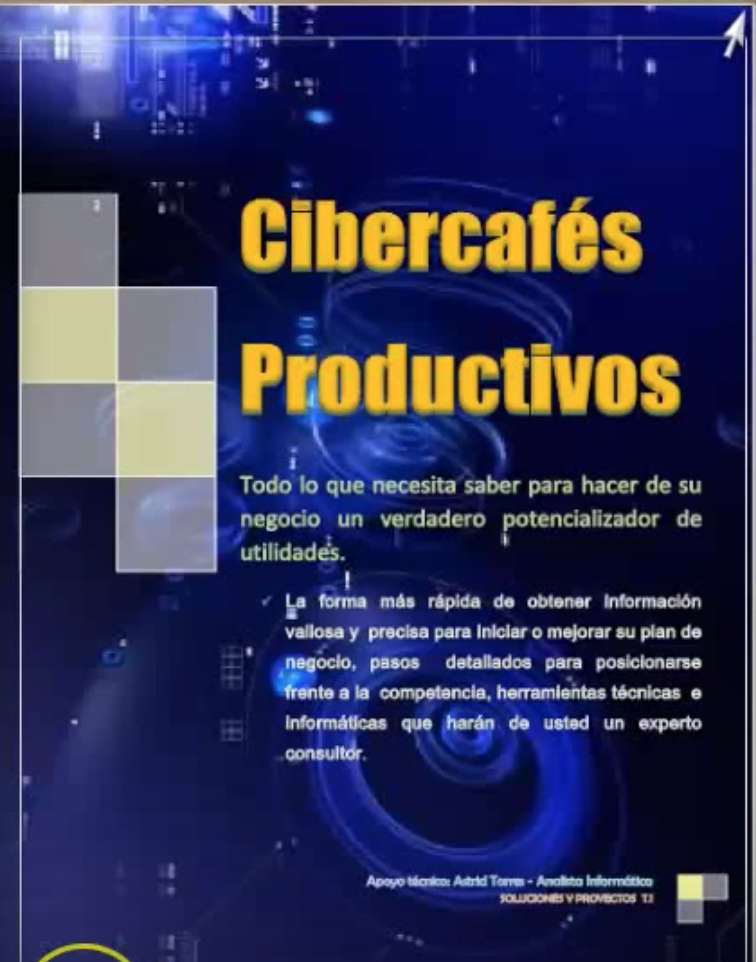 Cibercafés
Productivos
Todo lo que necesita saber para hacer de su
negocio un verdadero potencializador de
utilidades.
✓ La forma más rápida de obtener información
valiosa y precisa para iniciar o mejorar su plan de
negocio, pasos detallados para posicionarse
frente a la competencia, herramientas técnicas e
informáticas que harán de usted un experto
consultor.
Apoyo técnico: Astrid Torres - Analista Informático
SOLUCIONES Y PROYECTOS T.I